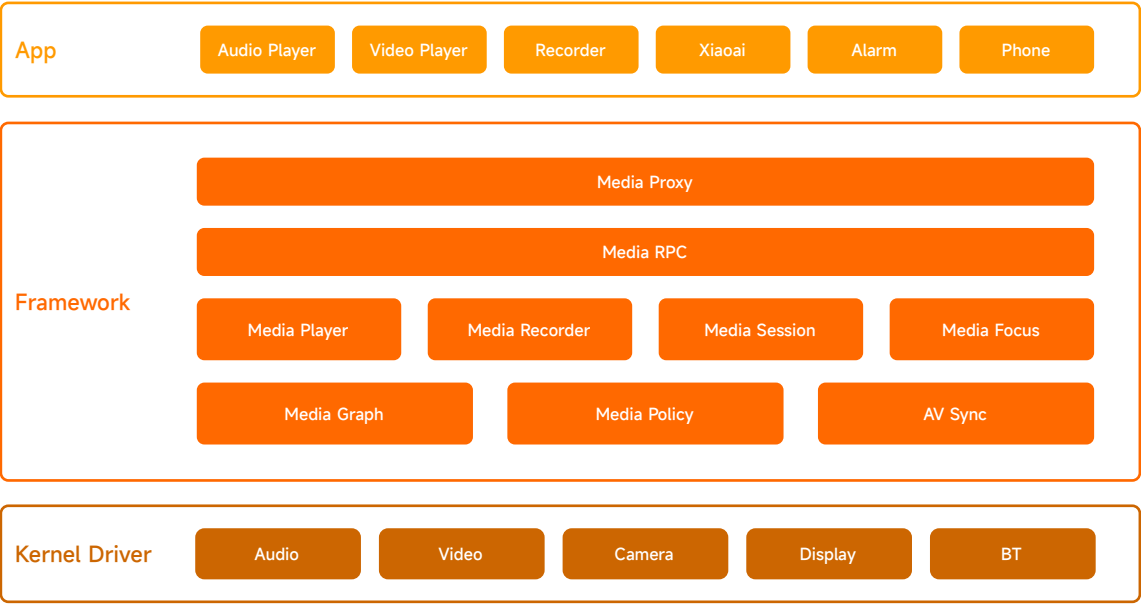 App
Audio Player
Video Player
Recorder
Xiaoai
Alarm
Phone
Framework
Media Proxy
Media RPC
Media Player
Media Recorder
Media Session
Media Focus
Media Graph
Media Policy
AV Sync
Kernel Driver
Audio
Video
Camera
Display
BT